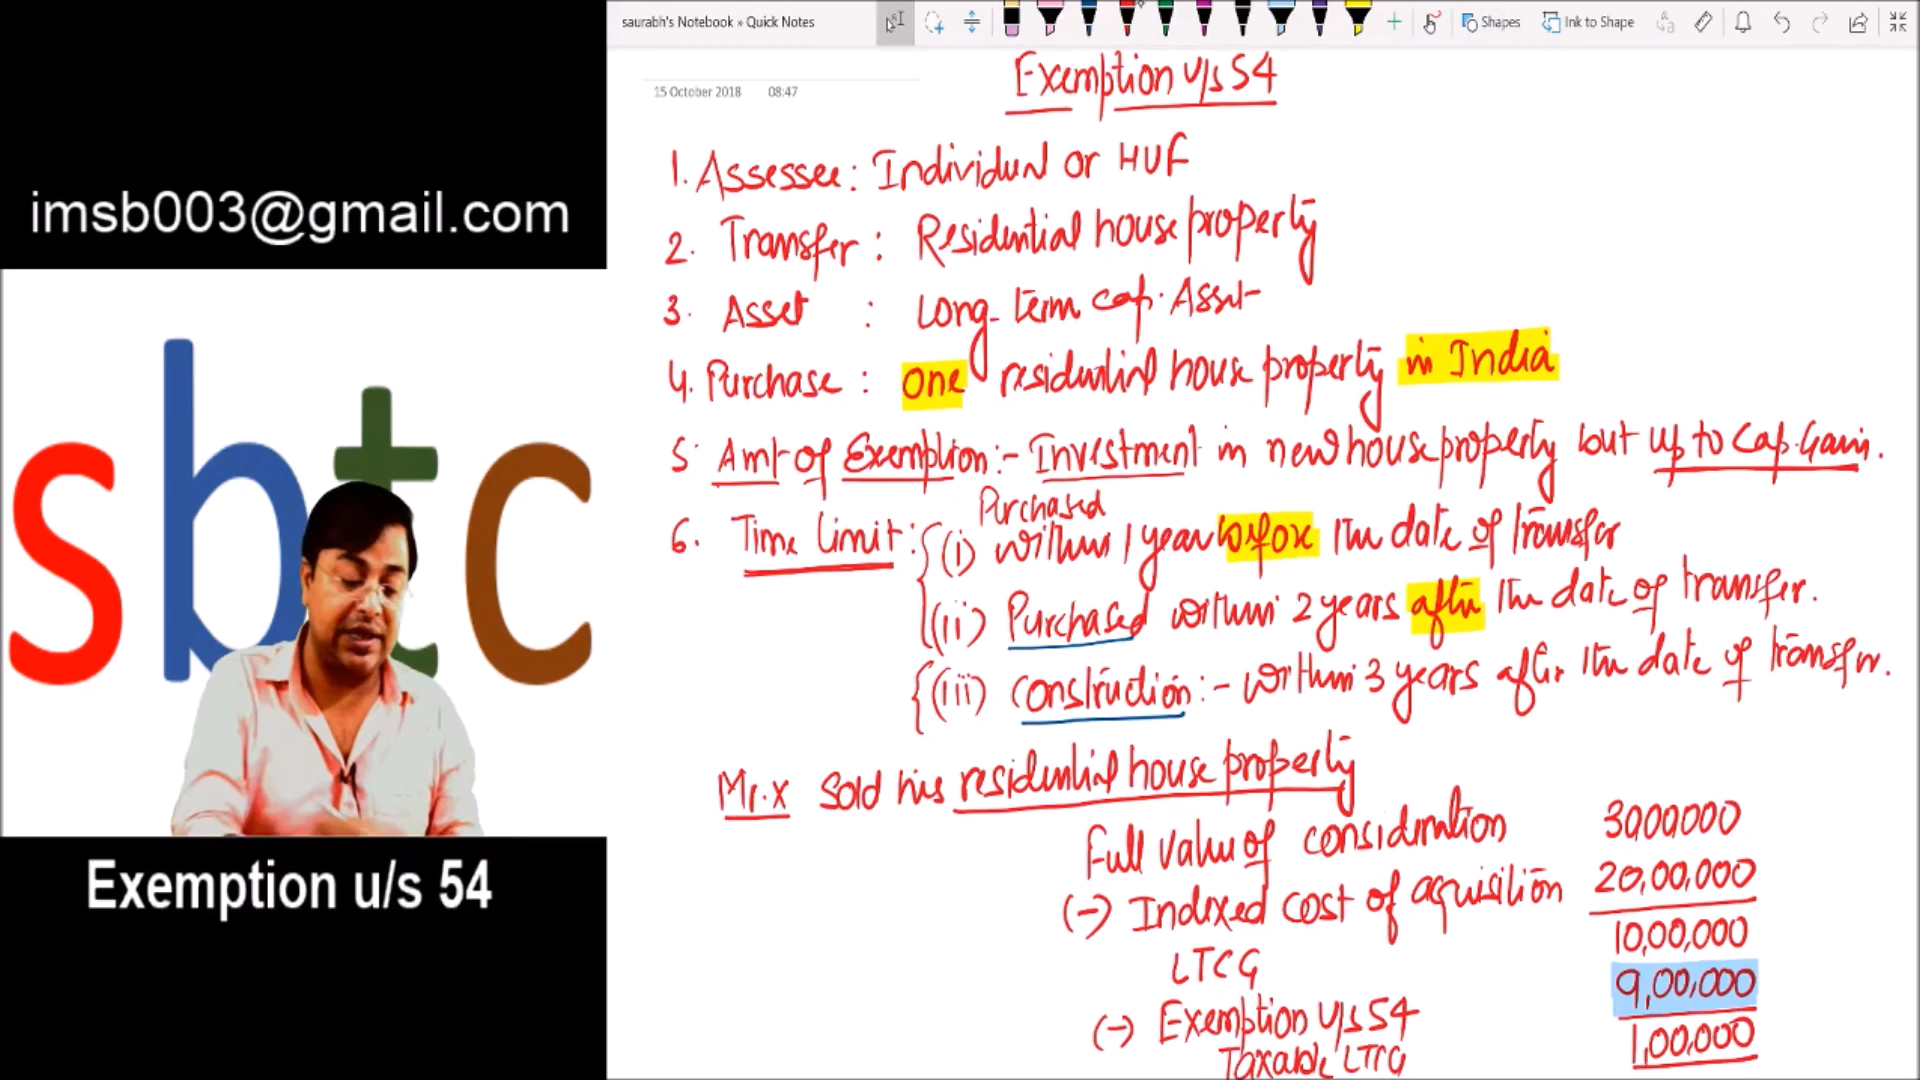 saurabh's Notebook » Quick Notes
Shapes
Ink to Shape
15 October 2018 08:47
Exemption u/s 54
1. Assessee: Individual or HUF
2. Transfer: Residential house property
3. Asset : Long-term cap. Asset
4. Purchase: one residential house property in India
5. Amt of Exemption:- Investment in new house property but up to Cap. Gain.
6. Time Limit: (i) Purchased within 1 year before the date of transfer
(ii) Purchased within 2 years after the date of transfer.
(iii) Construction:- within 3 years after the date of transfer.
Mr. X sold his residential house property
Full value of consideration 30,00,000
(-) Indexed cost of acquisition 20,00,000
LTCG 10,00,000
(-) Exemption u/s 54 9,00,000
Taxable LTCG 1,00,000
imsb003@gmail.com
sbtc
Exemption u/s 54